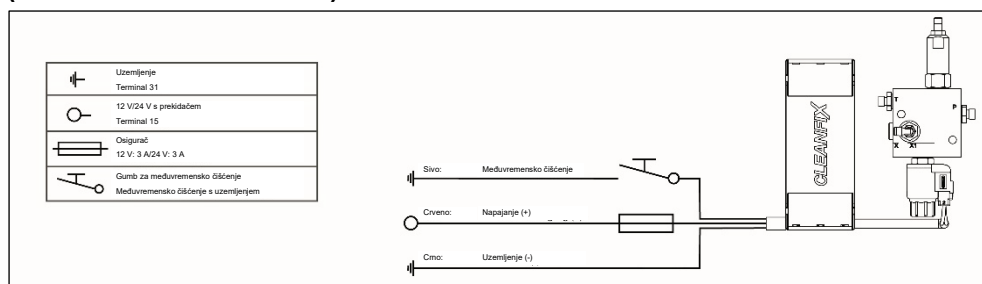 Uzemljenje
Terminal 31
12 V/24 V s prekidačem
Terminal 15
Osigurač
12 V: 3 A/24 V: 3 A
Gumb za međuvremensko čišćenje
Međuvremensko čišćenje s uzemljenjem
Sivo: Međuvremensko čišćenje
Crveno: Napajanje (+)
Crno: Uzemljenje (-)
CLEANFIX
T
P
X X1